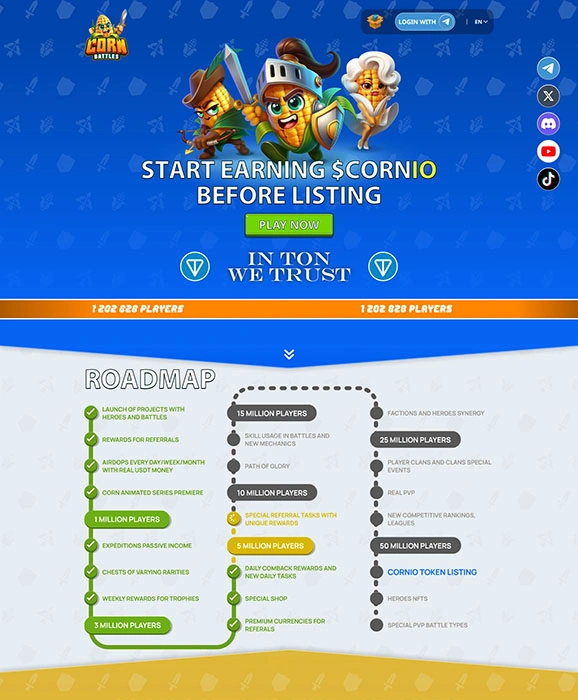 CORN
BATTLES
LOGIN WITH
EN
START EARNING $CORNIO
BEFORE LISTING
PLAY NOW
IN TON
WE TRUST
1 202 828 PLAYERS
1 202 828 PLAYERS
ROADMAP
LAUNCH OF PROJECTS WITH
HEROES AND BATTLES
REWARDS FOR REFERRALS
AIRDOPS EVERY DAY/WEEK/MONTH
WITH REAL USDT MONEY
CORN ANIMATED SERIES PREMIERE
1 MILLION PLAYERS
EXPEDITIONS PASSIVE INCOME
CHESTS OF VARYING RARITIES
WEEKLY REWARDS FOR TROPHIES
3 MILLION PLAYERS
15 MILLION PLAYERS
SKILL USAGE IN BATTLES AND
NEW MECHANICS
PATH OF GLORY
10 MILLION PLAYERS
SPECIAL REFERRAL TASKS WITH
UNIQUE REWARDS
5 MILLION PLAYERS
DAILY COMBACK REWARDS AND
NEW DAILY TASKS
SPECIAL SHOP
PREMIUM CURRENCIES FOR
REFERALS
FACTIONS AND HEROES SYNERGY
25 MILLION PLAYERS
PLAYER CLANS AND CLANS SPECIAL
EVENTS
REAL PVP
NEW COMPETITIVE RANKINGS,
LEAGUES
50 MILLION PLAYERS
CORNIO TOKEN LISTING
HEROES NFTS
SPECIAL PVP BATTLE TYPES